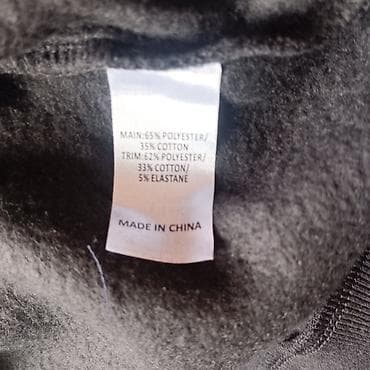 MAIN:65% POLYESTER/
35% COTTON
TRIM:62% POLYESTER/
33% COTTON/
5% ELASTANE
MADE IN CHINA